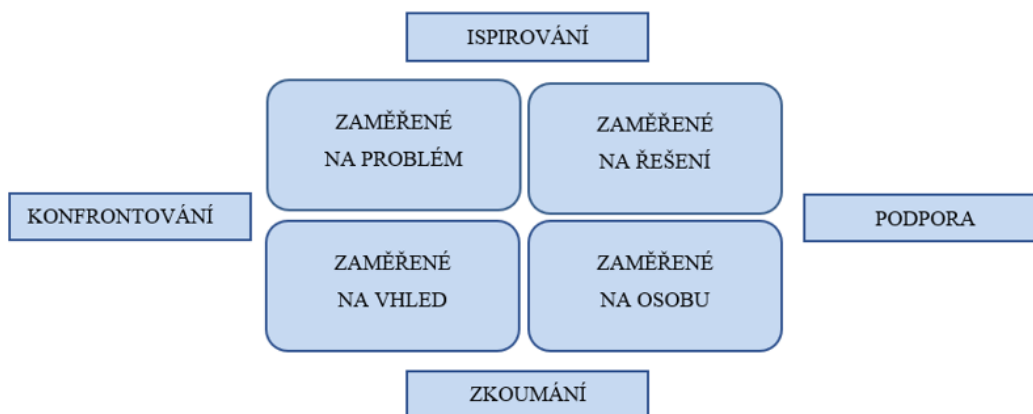 ISPIROVÁNÍ
ZAMĚŘENÉ
NA PROBLÉM
ZAMĚŘENÉ
NA ŘEŠENÍ
KONFRONTOVÁNÍ
PODPORA
ZAMĚŘENÉ
NA VHLED
ZAMĚŘENÉ
NA OSOBU
ZKOUMÁNÍ